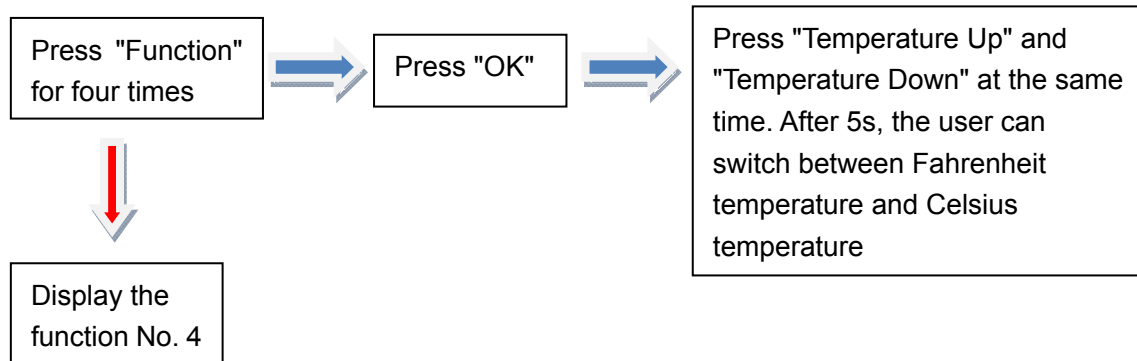 Press "Function"
for four times
Press "OK"
Press "Temperature Up" and
"Temperature Down" at the same
time. After 5s, the user can
switch between Fahrenheit
temperature and Celsius
temperature
Display the
function No. 4